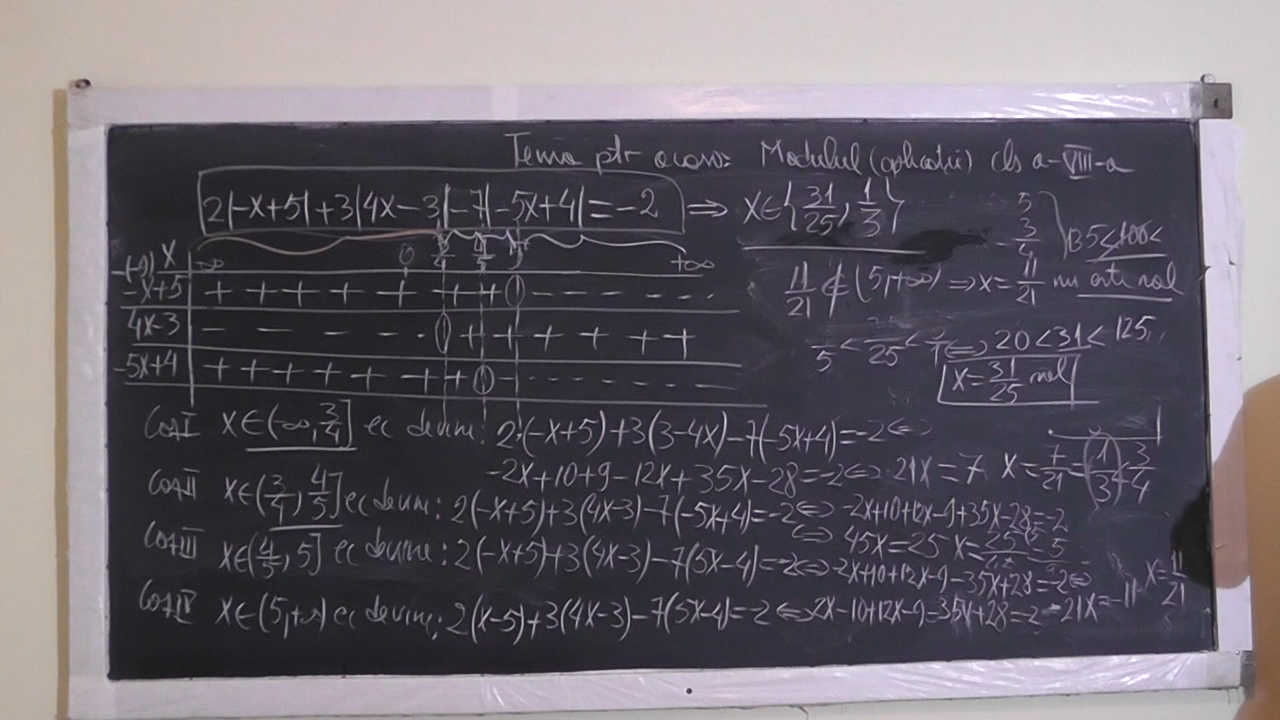 Tema ptr acasa: Modulul (aplicatii) cls a-VIII-a
2|-x+5|+3|4x-3|-7|-5x+4|=-2 ⇒ x∈{31/25, 1/3}
x -∞ 0 3/4 4/5 5 +∞
-x+5 + + + + + + + 0 - - - - -
4x-3 - - - - - 0 + + + + + +
-5x+4 + + + + + + + 0 - - - - - - -
11/21 ∉ (5,+∞) ⇒ x=11/21 nu este sol
20<31<125
x=31/25 sol
Caz I x∈(-∞, 3/4] ec devine: 2(-x+5)+3(3-4x)-7(-5x+4)=-2⇔
-2x+10+9-12x+35x-28=-2⇔ 21x=7 x=7/21=1/3<3/4
Caz II x∈(3/4, 4/5] ec devine: 2(-x+5)+3(4x-3)-7(-5x+4)=-2⇔ -2x+10+12x-9+35x-28=-2
⇔ 45x=25 x=25
Caz III x∈(4/5, 5] ec devine: 2(-x+5)+3(4x-3)-7(5x-4)=-2⇔ -2x+10+12x-9-35x+28=-2⇔
Caz IV x∈(5,+∞) ec devine: 2(x-5)+3(4x-3)-7(5x-4)=-2⇔2x-10+12x-9-35x+28=-2 -21x=-11 x=11/21